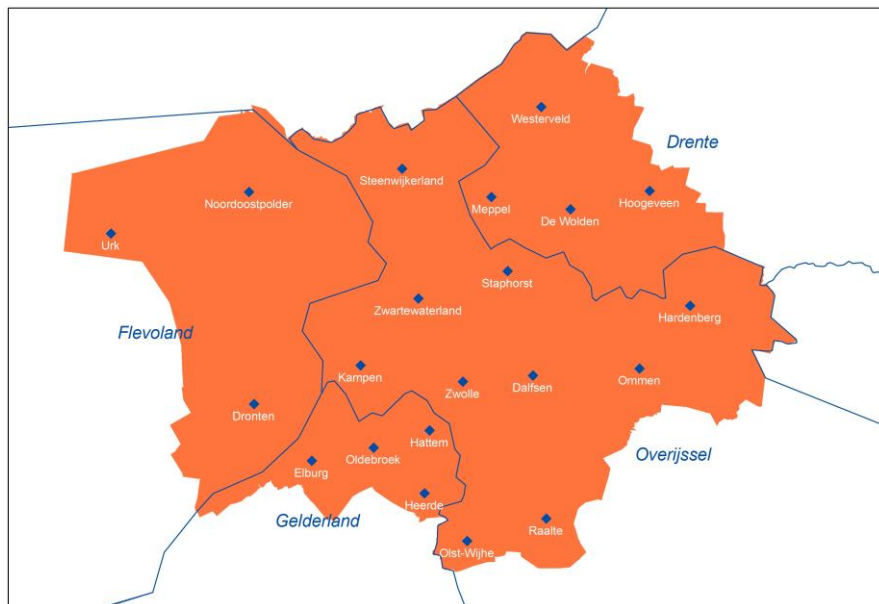 Westerveld
Drente
Steenwijkerland
Noordoostpolder
Meppel
De Wolden
Hoogeveen
Urk
Staphorst
Zwartewaterland
Hardenberg
Flevoland
Kampen
Zwolle
Dalfsen
Ommen
Dronten
Hattem
Oldebroek
Elburg
Overijssel
Heerde
Gelderland
Raalte
Olst-Wijhe